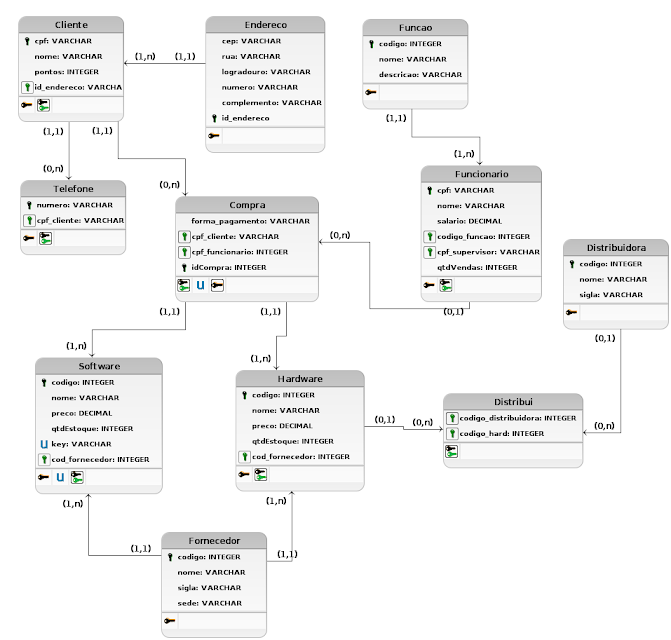 Cliente
cpf: VARCHAR
nome: VARCHAR
pontos: INTEGER
id_endereco: VARCHA
(1,n)
(1,1)
Endereco
cep: VARCHAR
rua: VARCHAR
logradouro: VARCHAR
numero: VARCHAR
complemento: VARCHAR
id_endereco
Funcao
codigo: INTEGER
nome: VARCHAR
descricao: VARCHAR
(1,1)
(1,1)
(0,n)
(0,n)
(1,1)
(1,n)
Telefone
numero: VARCHAR
cpf_cliente: VARCHAR
Compra
forma_pagamento: VARCHAR
cpf_cliente: VARCHAR
cpf_funcionario: INTEGER
idCompra: INTEGER
U
(0,n)
Funcionario
cpf: VARCHAR
nome: VARCHAR
salario: DECIMAL
codigo_funcao: INTEGER
cpf_supervisor: VARCHAR
qtdVendas: INTEGER
(0,1)
Distribuidora
codigo: INTEGER
nome: VARCHAR
sigla: VARCHAR
(1,1)
(1,1)
(1,n)
(1,n)
(0,1)
(0,n)
Software
codigo: INTEGER
nome: VARCHAR
preco: DECIMAL
qtdEstoque: INTEGER
U key: VARCHAR
cod_fornecedor: INTEGER
U
Hardware
codigo: INTEGER
nome: VARCHAR
preco: DECIMAL
qtdEstoque: INTEGER
cod_fornecedor: INTEGER
(0,1)
(0,n)
Distribui
codigo_distribuidora: INTEGER
codigo_hard: INTEGER
(1,n)
(1,n)
(1,1)
(1,1)
Fornecedor
codigo: INTEGER
nome: VARCHAR
sigla: VARCHAR
sede: VARCHAR